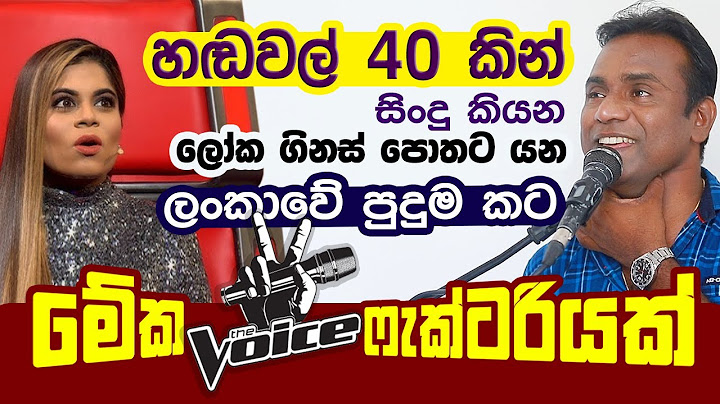 හඬවල් 40 කින්
සිංදු කියන
ලෝක ගිනස් පොතට යන
ලංකාවේ පුදුම කට
මේක the Voice ෆැක්ටරියක්